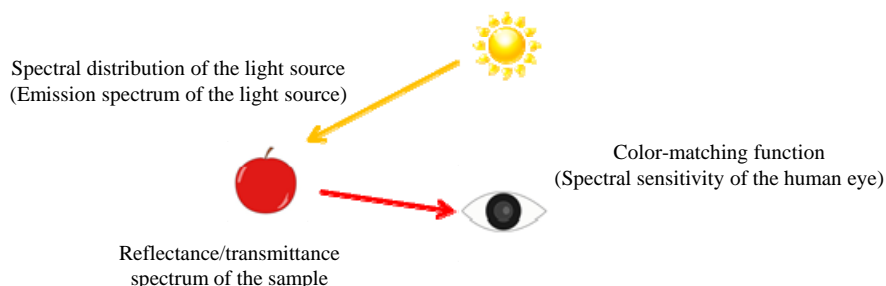 Spectral distribution of the light source
(Emission spectrum of the light source)
Color-matching function
(Spectral sensitivity of the human eye)
Reflectance/transmittance
spectrum of the sample